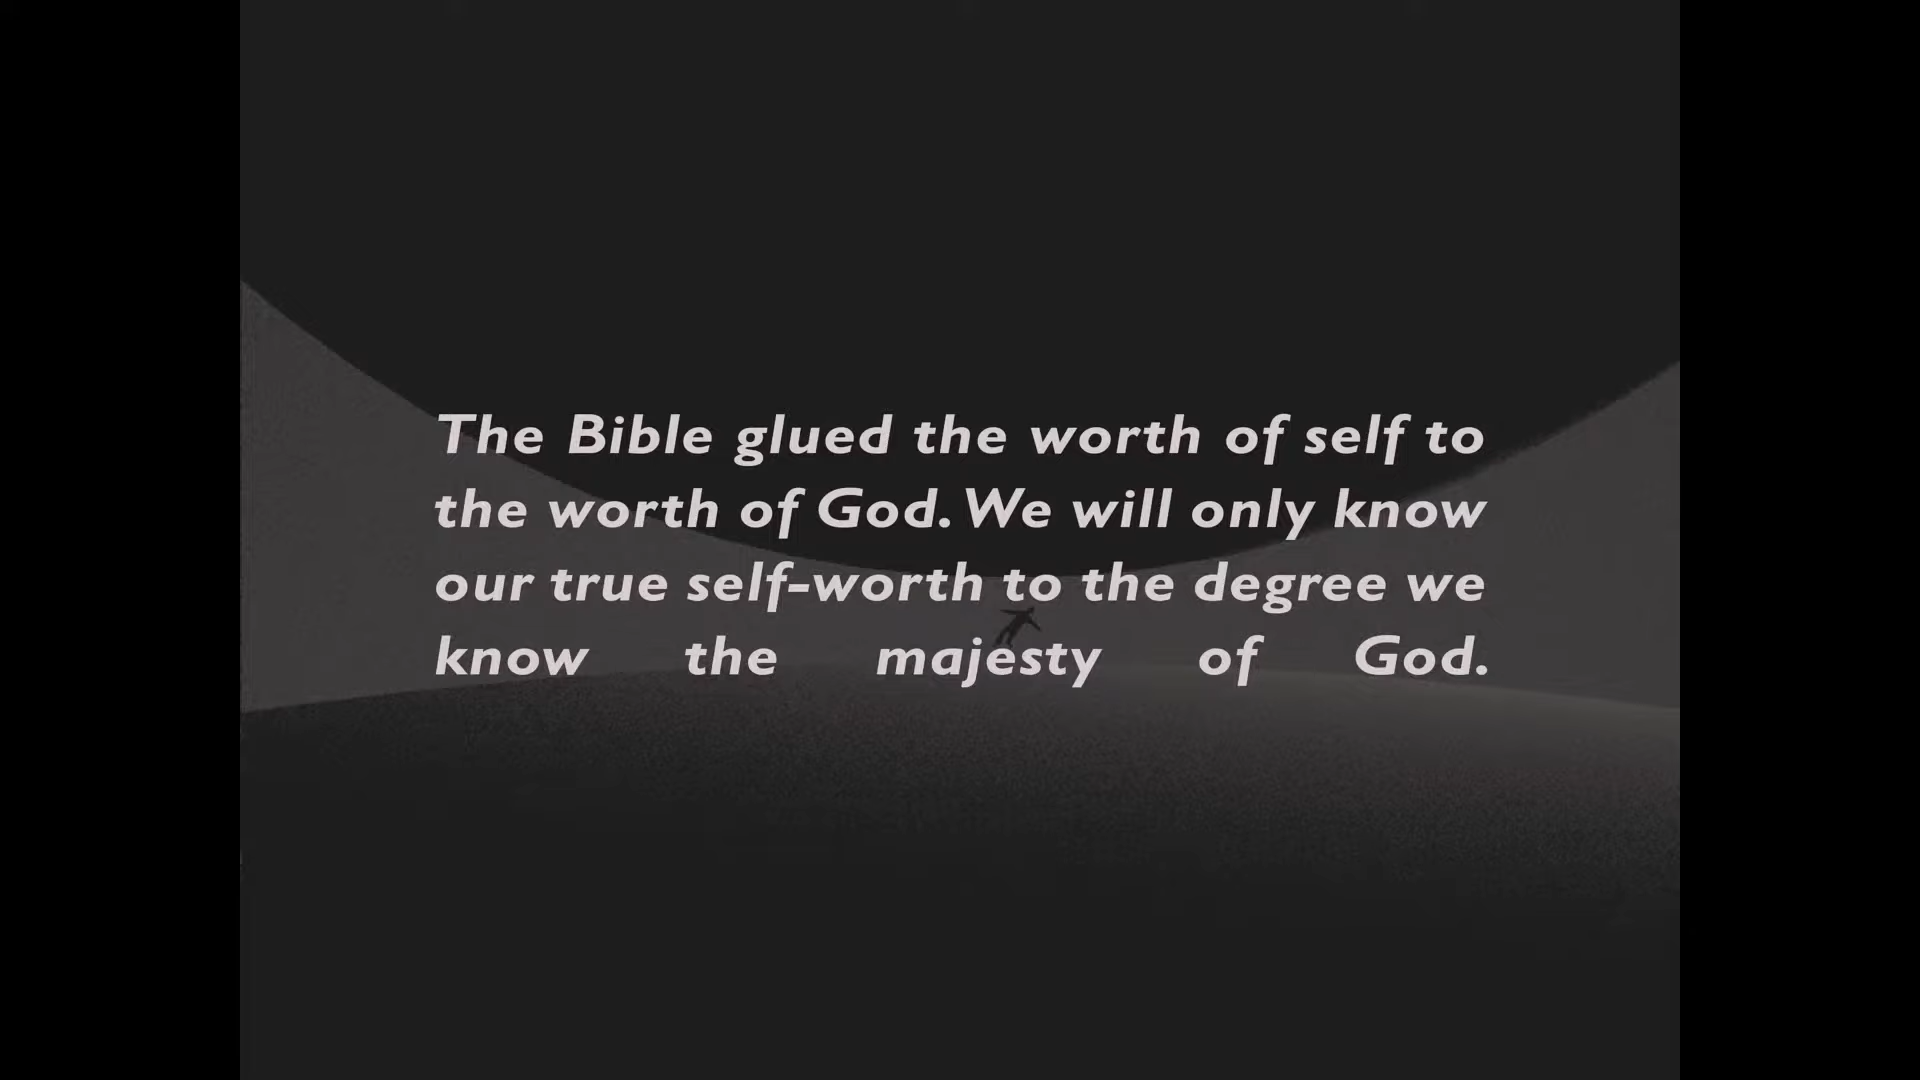 The Bible glued the worth of self to
the worth of God. We will only know
our true self-worth to the degree we
know the majesty of God.